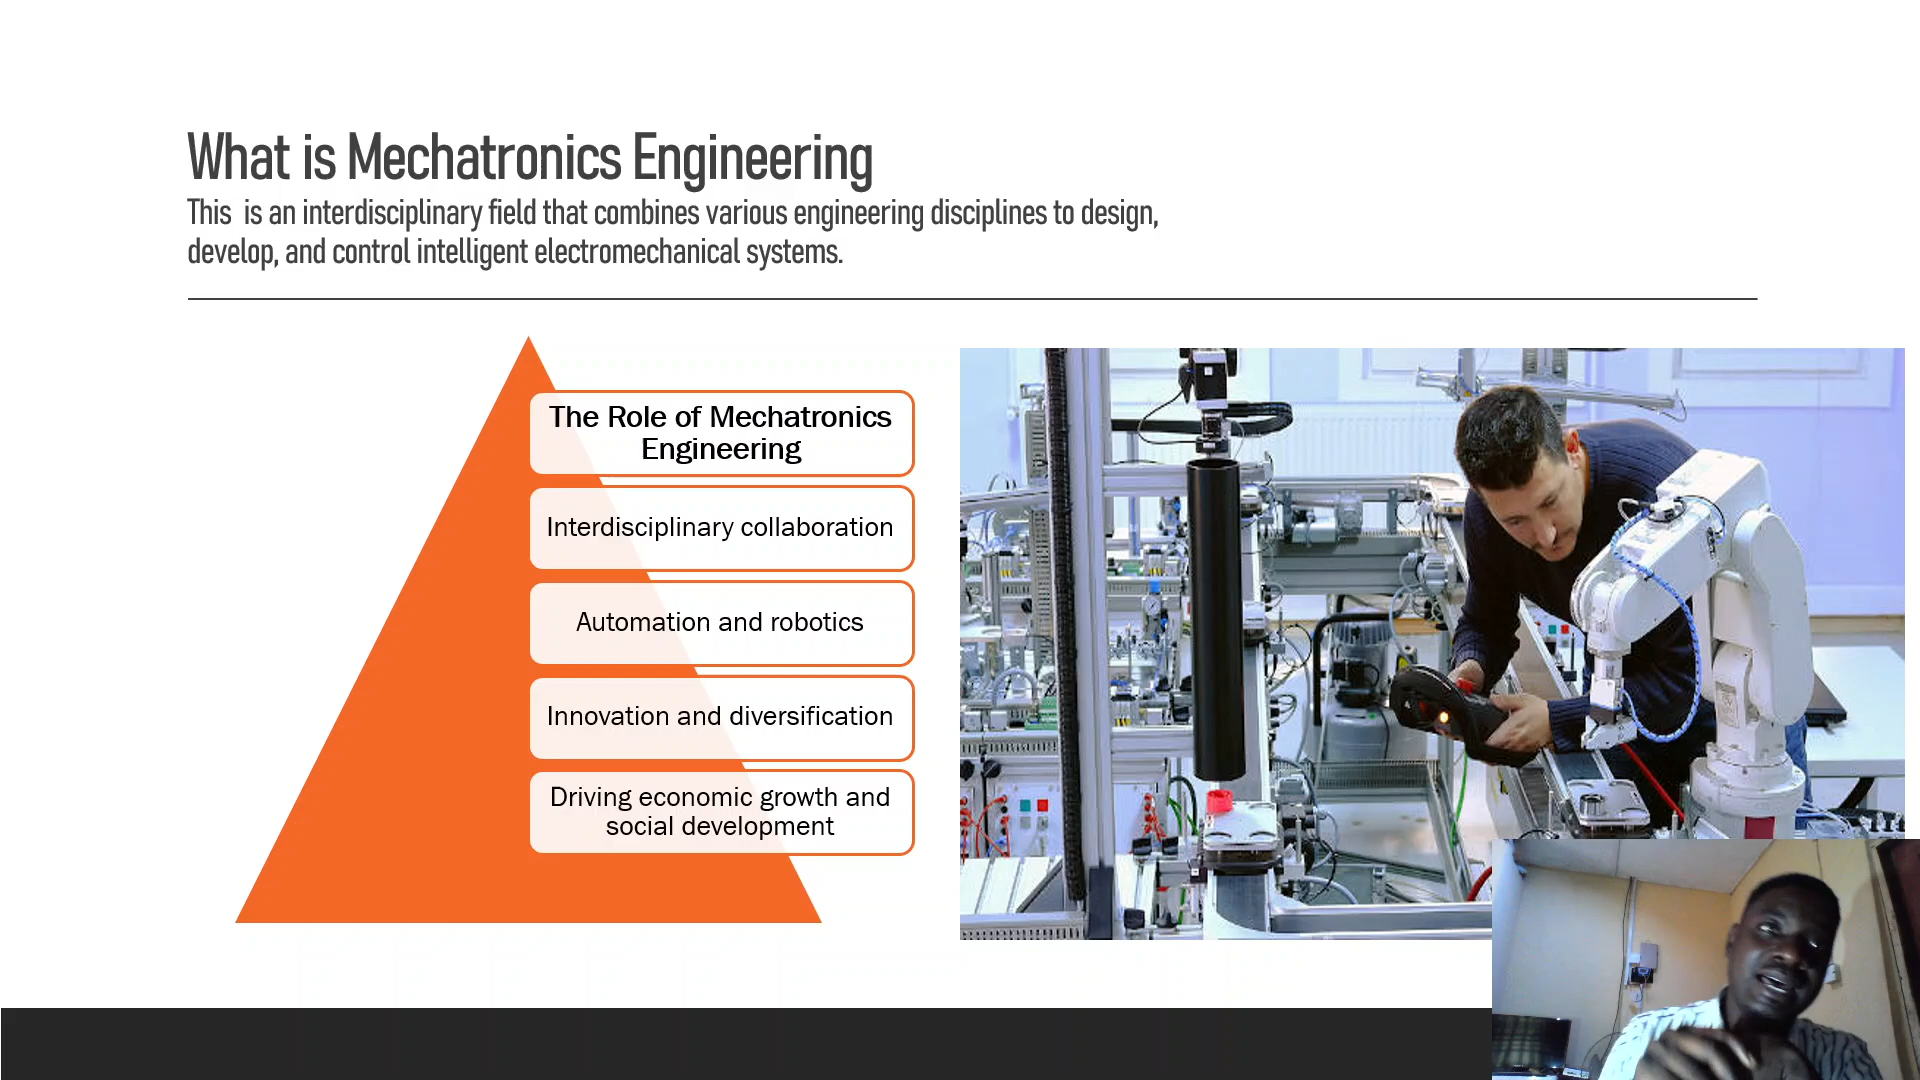 What is Mechatronics Engineering
This  is an interdisciplinary field that combines various engineering disciplines to design,
develop, and control intelligent electromechanical systems.
The Role of Mechatronics
Engineering
Interdisciplinary collaboration
Automation and robotics
Innovation and diversification
Driving economic growth and
social development